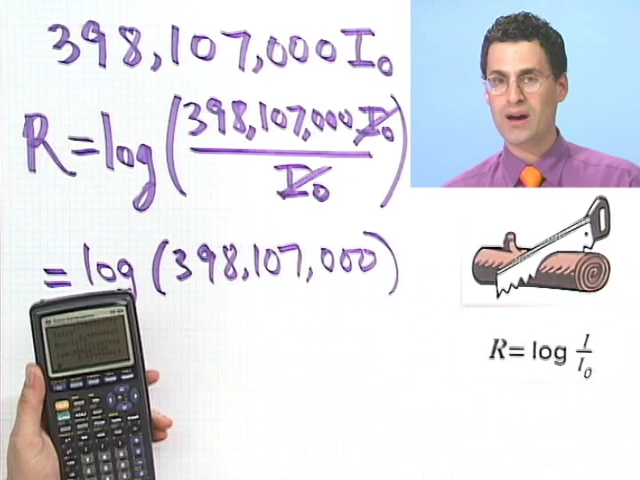 398,107,000 I₀
R = log (398,107,000 I₀ / I₀)
= log (398,107,000)
R = log I / I₀